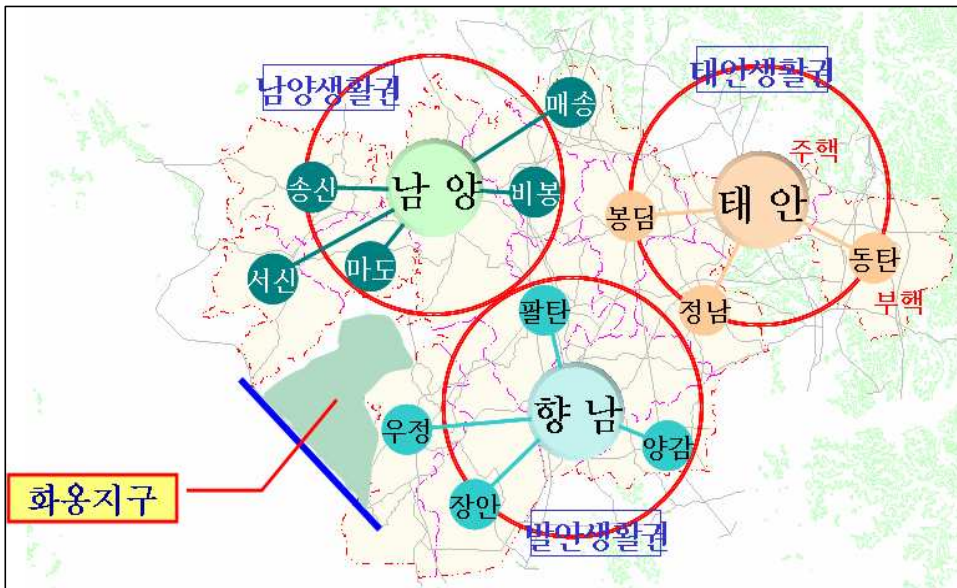 남양생활권
태안생활권
매송
주핵
송신
남 양
비봉
봉딤
태 안
동탄
서신
마도
정남
부핵
팔탄
향 남
우정
양감
화옹지구
장안
발안생활권